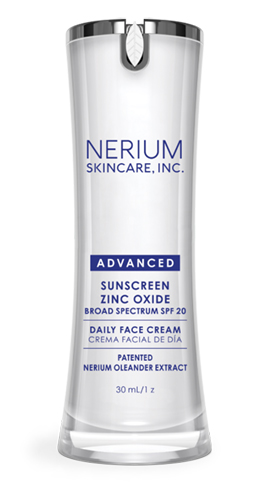 NERIUM
SKINCARE, INC.
ADVANCED
SUNSCREEN
ZINC OXIDE
BROAD SPECTRUM SPF 20
DAILY FACE CREAM
CREMA FACIAL DE DÍA
PATENTED
NERIUM OLEANDER EXTRACT
30 mL/1 z